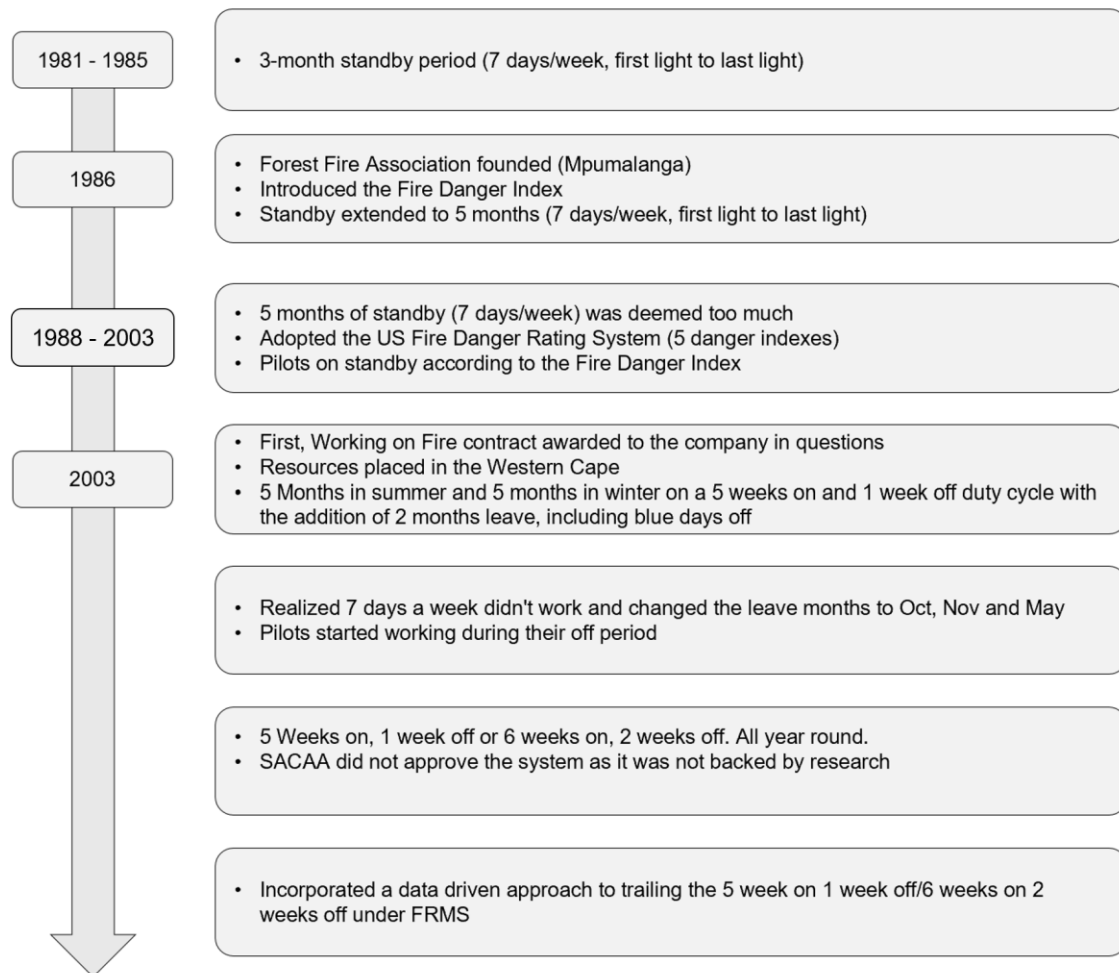 1981 - 1985
• 3-month standby period (7 days/week, first light to last light)
1986
• Forest Fire Association founded (Mpumalanga)
• Introduced the Fire Danger Index
• Standby extended to 5 months (7 days/week, first light to last light)
1988 - 2003
• 5 months of standby (7 days/week) was deemed too much
• Adopted the US Fire Danger Rating System (5 danger indexes)
• Pilots on standby according to the Fire Danger Index
2003
• First, Working on Fire contract awarded to the company in questions
• Resources placed in the Western Cape
• 5 Months in summer and 5 months in winter on a 5 weeks on and 1 week off duty cycle with
the addition of 2 months leave, including blue days off
• Realized 7 days a week didn't work and changed the leave months to Oct, Nov and May
• Pilots started working during their off period
• 5 Weeks on, 1 week off or 6 weeks on, 2 weeks off. All year round.
• SACAA did not approve the system as it was not backed by research
• Incorporated a data driven approach to trailing the 5 week on 1 week off/6 weeks on 2
weeks off under FRMS